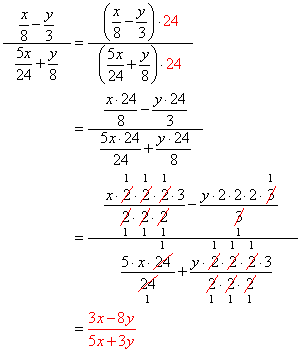 x/8 − y/3 / 5x/24 + y/8 = (x/8 − y/3) · 24 / (5x/24 + y/8) · 24
= x · 24/8 − y · 24/3 / 5x · 24/24 + y · 24/8
1 1 1 1
= x · 2 · 2 · 2 · 3/2 · 2 · 2 − y · 2 · 2 · 2 · 3/3
1 1 1 1
1 1 1 1
5 · x · 24/24 + y · 2 · 2 · 2 · 3/2 · 2 · 2
1 1 1 1
= 3x − 8y / 5x + 3y